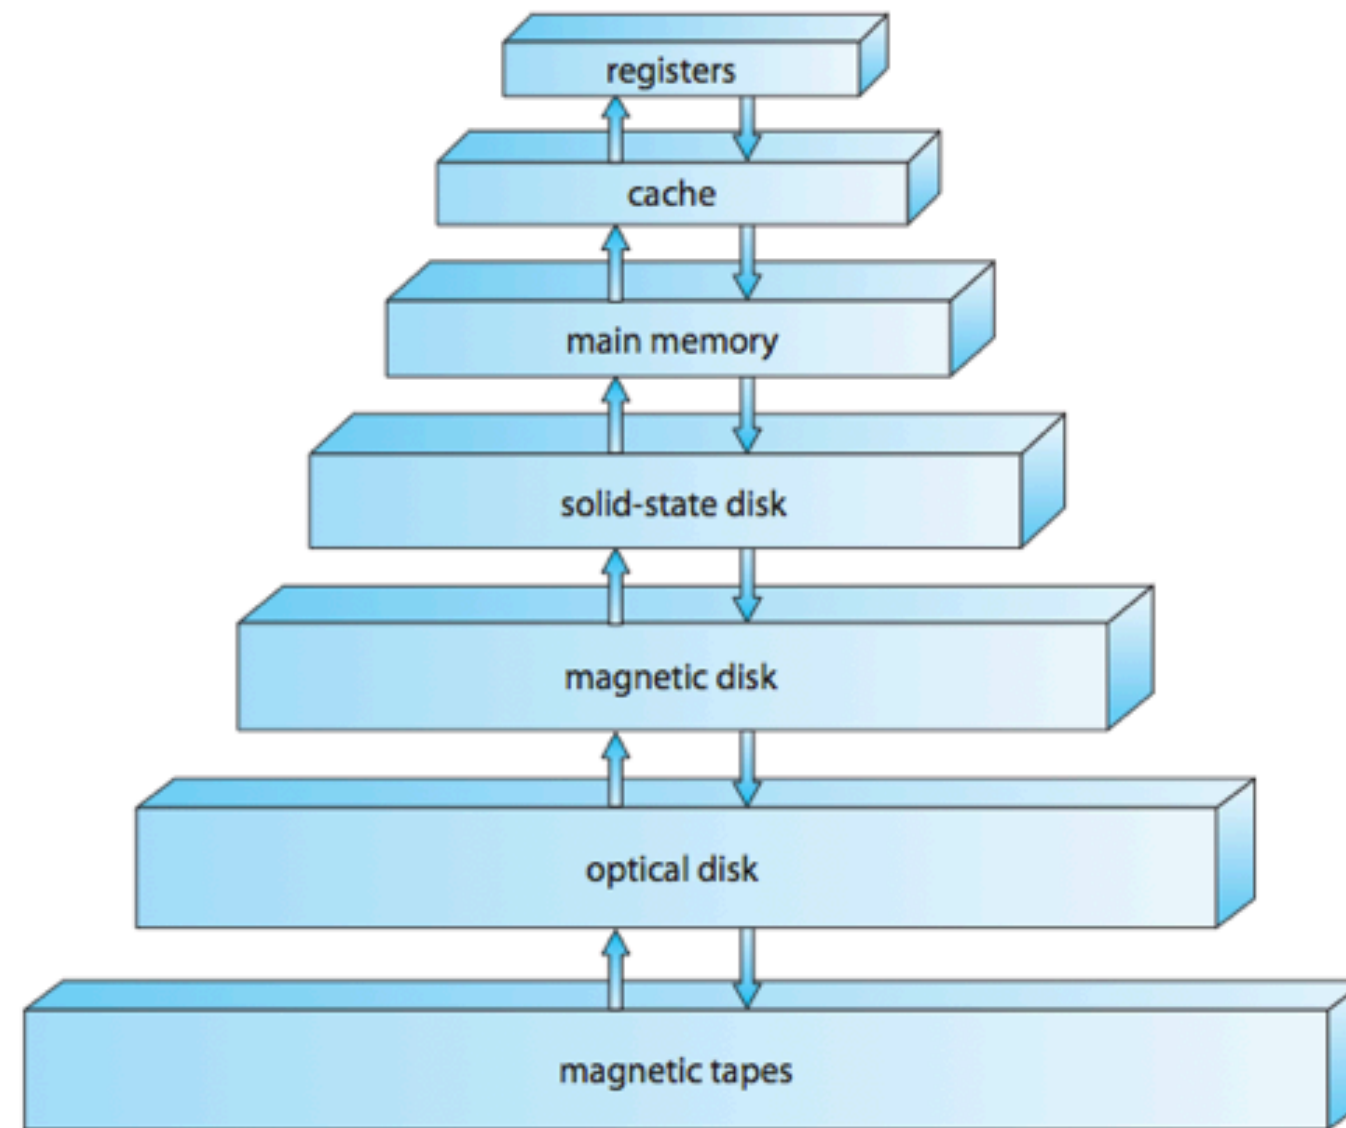 registers
cache
main memory
solid-state disk
magnetic disk
optical disk
magnetic tapes